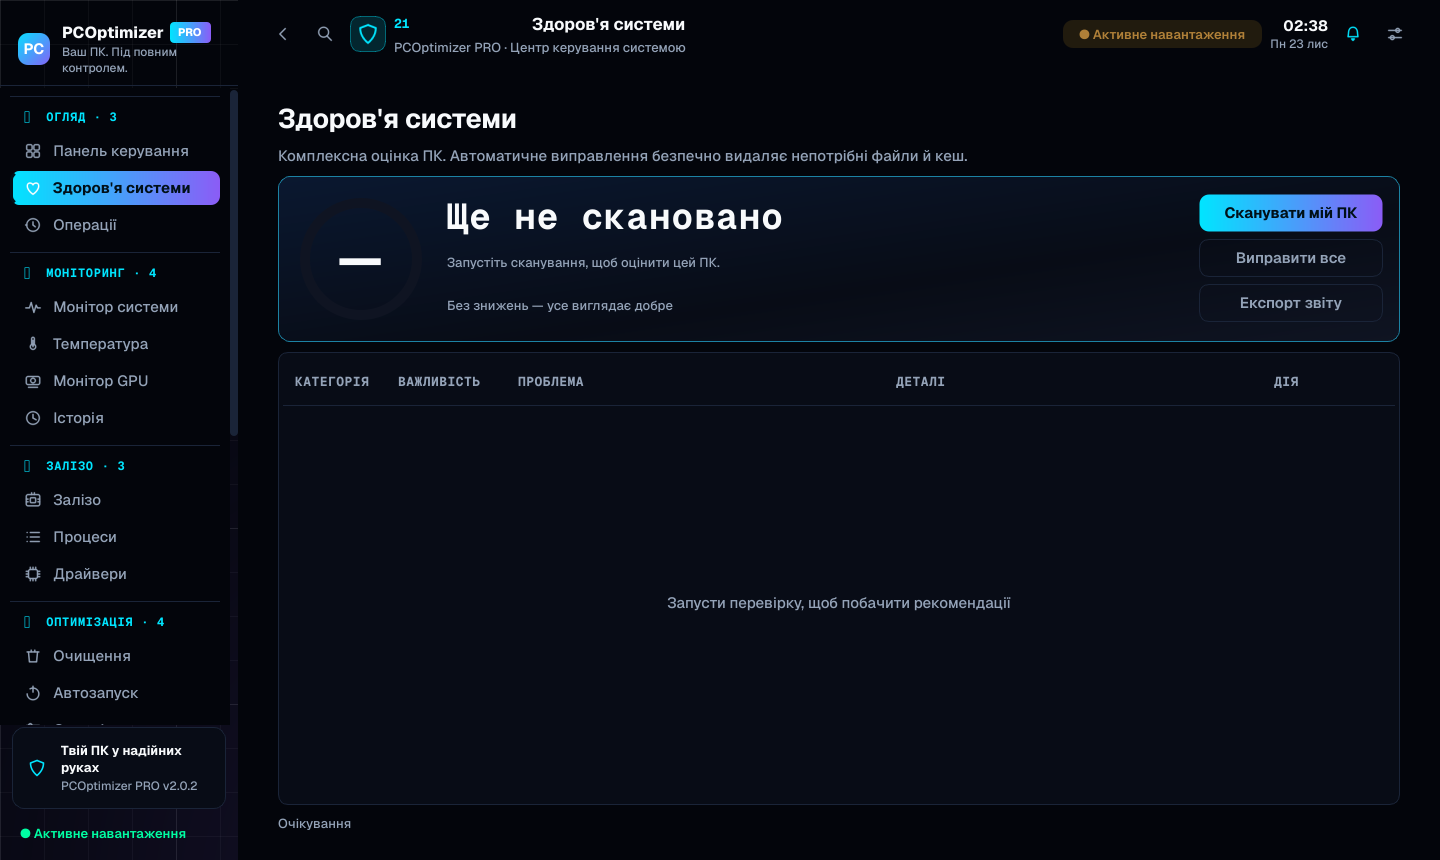 PC
PCOptimizer PRO
Ваш ПК. Під повним
контролем.
ОГЛЯД · 3
Панель керування
Здоров'я системи
Операції
МОНІТОРИНГ · 4
Монітор системи
Температура
Монітор GPU
Історія
ЗАЛІЗО · 3
Залізо
Процеси
Драйвери
ОПТИМІЗАЦІЯ · 4
Очищення
Автозапуск
Твій ПК у надійних
руках
PCOptimizer PRO v2.0.2
Активне навантаження
21
Здоров'я системи
PCOptimizer PRO · Центр керування системою
Активне навантаження
02:38
Пн 23 лис
Здоров'я системи
Комплексна оцінка ПК. Автоматичне виправлення безпечно видаляє непотрібні файли й кеш.
—
Ще не скановано
Запустіть сканування, щоб оцінити цей ПК.
Без знижень — усе виглядає добре
Сканувати мій ПК
Виправити все
Експорт звіту
КАТЕГОРІЯ ВАЖЛИВІСТЬ ПРОБЛЕМА ДЕТАЛІ ДІЯ
Запусти перевірку, щоб побачити рекомендації
Очікування